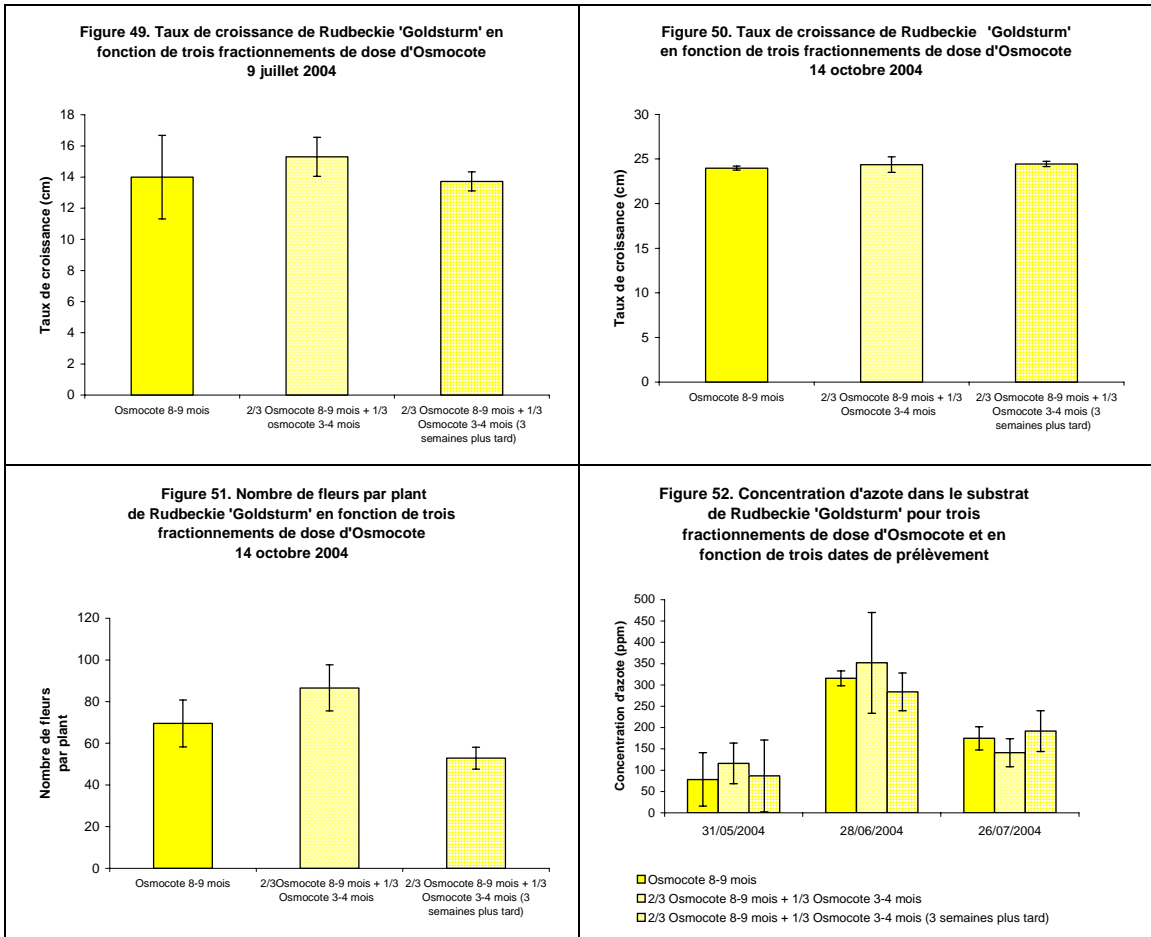 Figure 49. Taux de croissance de Rudbeckie 'Goldsturm' en
fonction de trois fractionnements de dose d'Osmocote
9 juillet 2004
Taux de croissance (cm)
18
16
14
12
10
8
6
4
2
0
Osmocote 8-9 mois
2/3 Osmocote 8-9 mois + 1/3
osmocote 3-4 mois
2/3 Osmocote 8-9 mois + 1/3
Osmocote 3-4 mois (3
semaines plus tard)
Figure 50. Taux de croissance de Rudbeckie 'Goldsturm'
en fonction de trois fractionnements de dose d'Osmocote
14 octobre 2004
Taux de croissance (cm)
30
25
20
15
10
5
0
Osmocote 8-9 mois
2/3 Osmocote 8-9 mois + 1/3
Osmocote 3-4 mois
2/3 Osmocote 8-9 mois + 1/3
Osmocote 3-4 mois (3
semaines plus tard)
Figure 51. Nombre de fleurs par plant
de Rudbeckie 'Goldsturm' en fonction de trois
fractionnements de dose d'Osmocote
14 octobre 2004
Nombre de fleurs
par plant
120
100
80
60
40
20
0
Osmocote 8-9 mois
2/3Osmocote 8-9 mois + 1/3
Osmocote 3-4 mois
2/3 Osmocote 8-9 mois + 1/3
Osmocote 3-4 mois (3
semaines plus tard)
Figure 52. Concentration d'azote dans le substrat
de Rudbeckie 'Goldsturm' pour trois
fractionnements de dose d'Osmocote et en
fonction de trois dates de prélèvement
Concentration d'azote (ppm)
500
450
400
350
300
250
200
150
100
50
0
31/05/2004
28/06/2004
26/07/2004
Osmocote 8-9 mois
2/3 Osmocote 8-9 mois + 1/3 Osmocote 3-4 mois
2/3 Osmocote 8-9 mois + 1/3 Osmocote 3-4 mois (3 semaines plus tard)